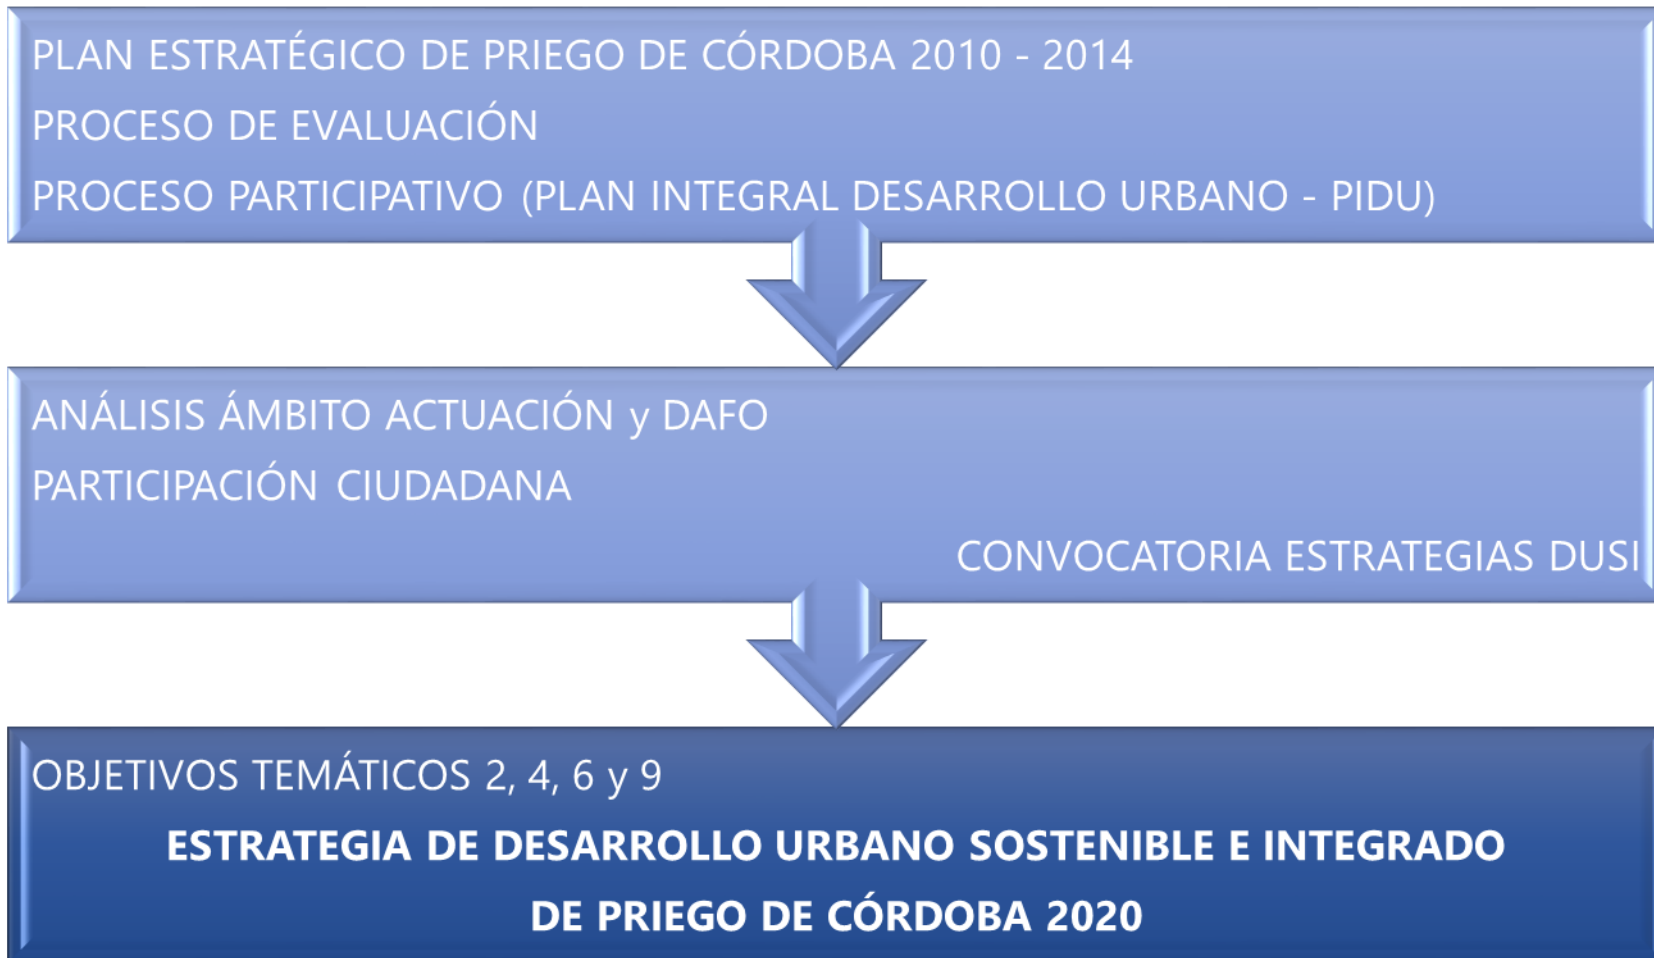 PLAN ESTRATÉGICO DE PRIEGO DE CÓRDOBA 2010 - 2014
PROCESO DE EVALUACIÓN
PROCESO PARTICIPATIVO (PLAN INTEGRAL DESARROLLO URBANO - PIDU)
ANÁLISIS ÁMBITO ACTUACIÓN y DAFO
PARTICIPACIÓN CIUDADANA
CONVOCATORIA ESTRATEGIAS DUSI
OBJETIVOS TEMÁTICOS 2, 4, 6 y 9
ESTRATEGIA DE DESARROLLO URBANO SOSTENIBLE E INTEGRADO
DE PRIEGO DE CÓRDOBA 2020